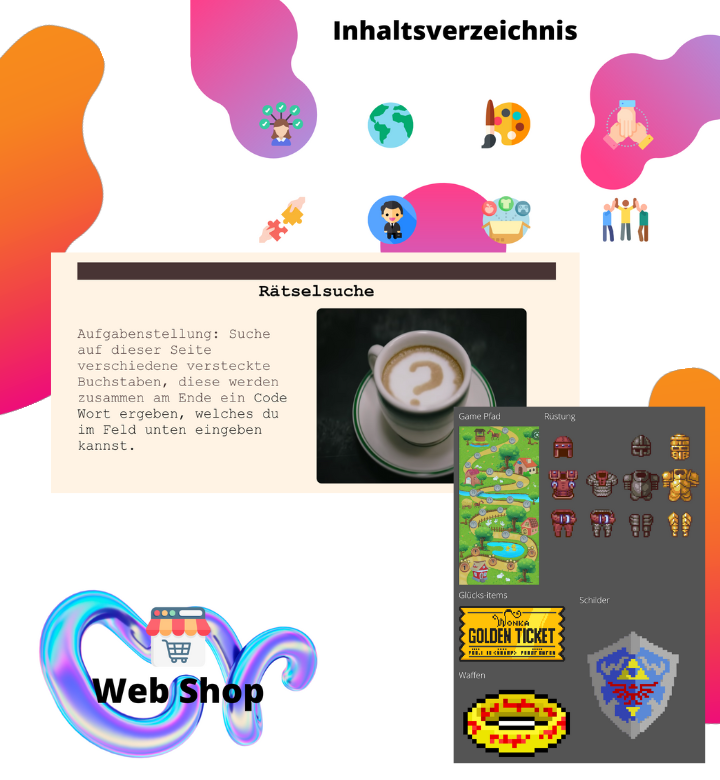 Inhaltsverzeichnis
Rätselsuche
Aufgabenstellung: Suche
auf dieser Seite
verschiedene versteckte
Buchstaben, diese werden
zusammen am Ende ein Code
Wort ergeben, welches du
im Feld unten eingeben
kannst.
?
Game Pfad
Rüstung
Glücks-items
Schilder
WONKA
GOLDEN TICKET
Waffen
Web Shop